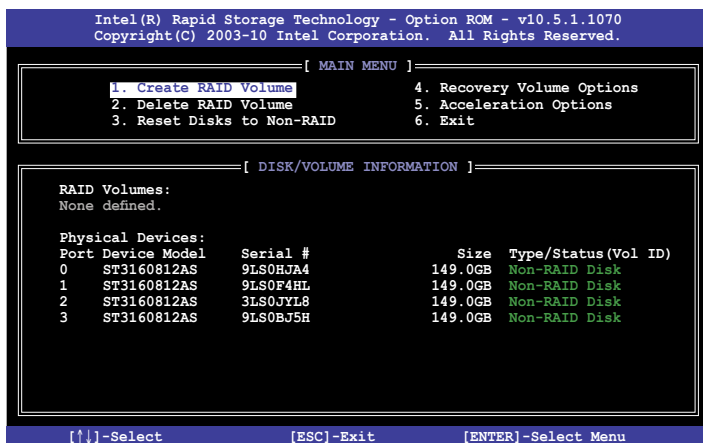 Intel(R) Rapid Storage Technology - Option ROM - v10.5.1.1070
Copyright(C) 2003-10 Intel Corporation. All Rights Reserved.
[ MAIN MENU ]
1. Create RAID Volume 4. Recovery Volume Options
2. Delete RAID Volume 5. Acceleration Options
3. Reset Disks to Non-RAID 6. Exit
[ DISK/VOLUME INFORMATION ]
RAID Volumes:
None defined.
Physical Devices:
Port Device Model Serial # Size Type/Status(Vol ID)
0 ST3160812AS 9LS0HJA4 149.0GB Non-RAID Disk
1 ST3160812AS 9LS0F4HL 149.0GB Non-RAID Disk
2 ST3160812AS 3LS0JYL8 149.0GB Non-RAID Disk
3 ST3160812AS 9LS0BJ5H 149.0GB Non-RAID Disk
[↑↓]-Select [ESC]-Exit [ENTER]-Select Menu